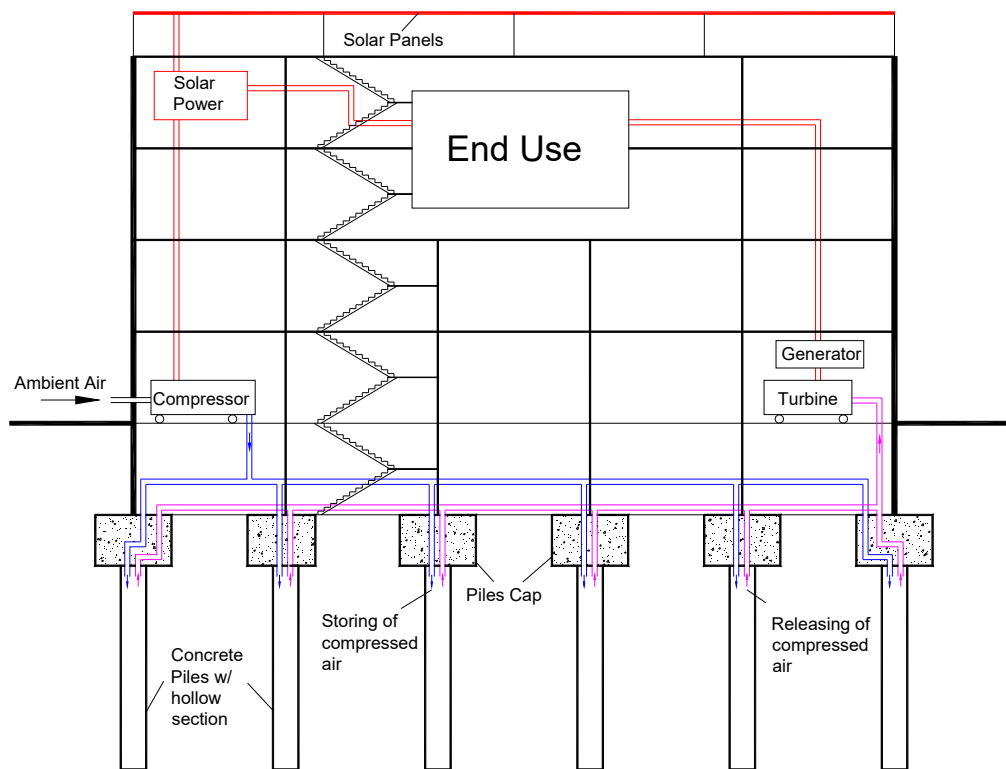 Solar Panels
Solar
Power
End Use
Generator
Ambient Air
Compressor
Turbine
Piles Cap
Storing of
compressed
air
Releasing of
compressed
air
Concrete
Piles w/
hollow
section